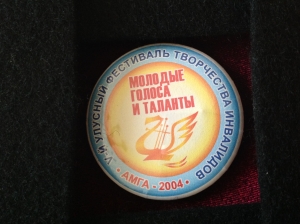 V УЛУСНЫЙ ФЕСТИВАЛЬ ТВОРЧЕСТВА ИНВАЛИДОВ
МОЛОДЫЕ
ГОЛОСА
И ТАЛАНТЫ
• АМГА - 2004 •